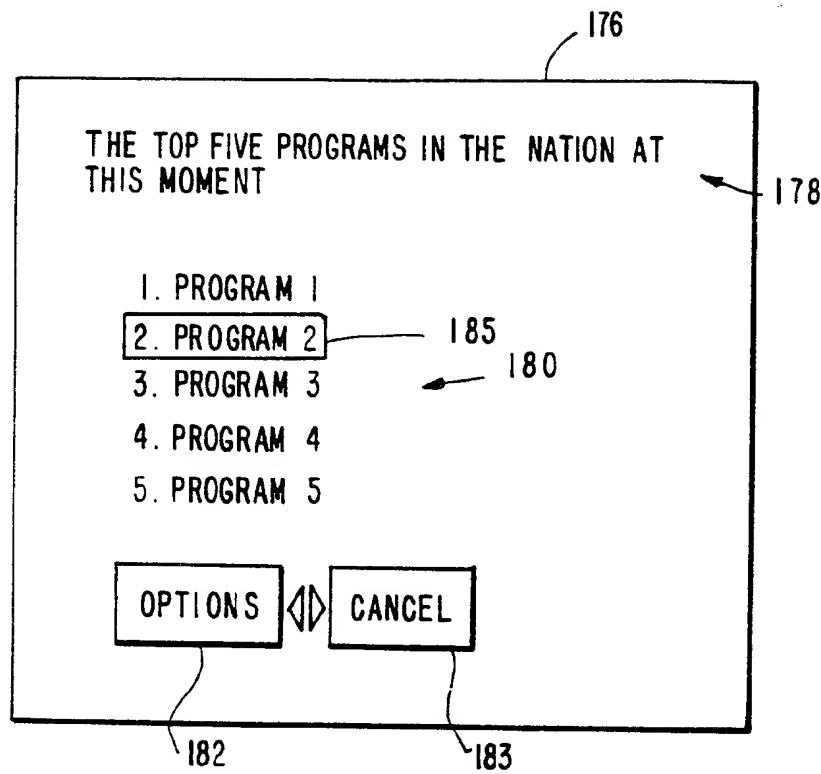 176
THE TOP FIVE PROGRAMS IN THE NATION AT
THIS MOMENT
178
1. PROGRAM 1
2. PROGRAM 2
185
3. PROGRAM 3
180
4. PROGRAM 4
5. PROGRAM 5
OPTIONS
CANCEL
182
183